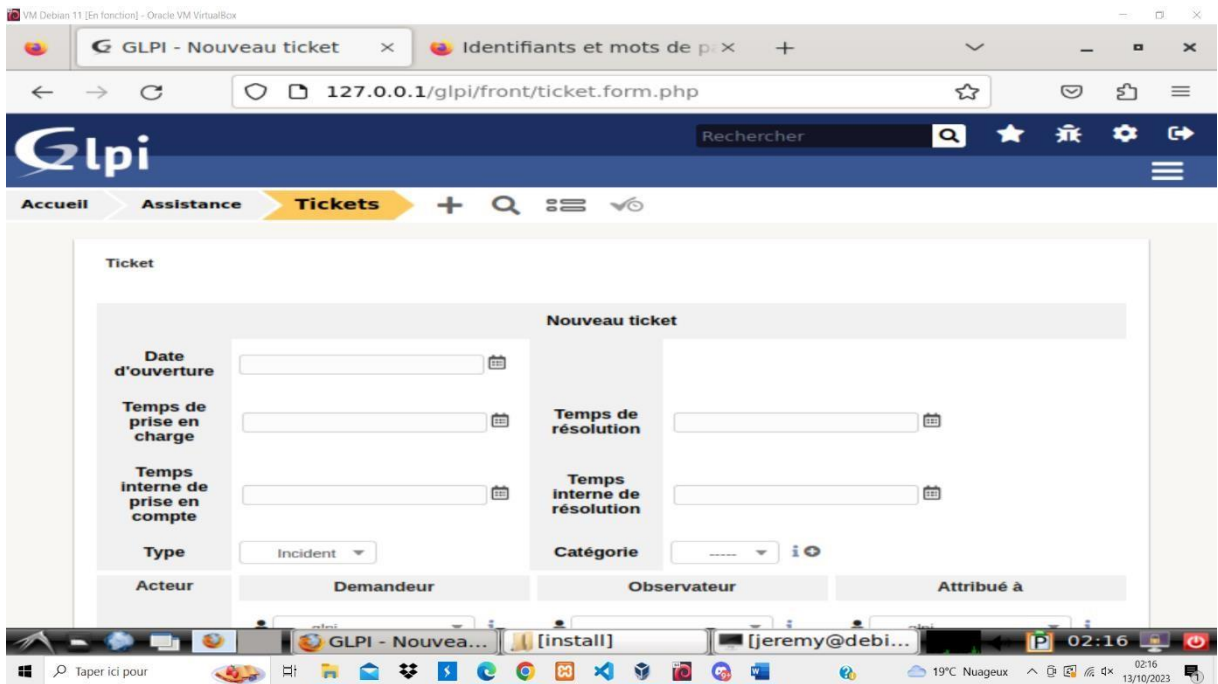 VM Debian 11 [En fonction] - Oracle VM VirtualBox
GLPI - Nouveau ticket
Identifiants et mots de pa
127.0.0.1/glpi/front/ticket.form.php
Glpi
Rechercher
Accueil
Assistance
Tickets
Ticket
Nouveau ticket
Date
d'ouverture
Temps de
prise en
charge
Temps de
résolution
Temps
interne de
prise en
compte
Temps
interne de
résolution
Type
Incident
Catégorie
-----
Acteur
Demandeur
Observateur
Attribué à
GLPI - Nouvea...
[install]
[jeremy@debi...
02:16
Taper ici pour
19°C Nuageux
02:16
13/10/2023